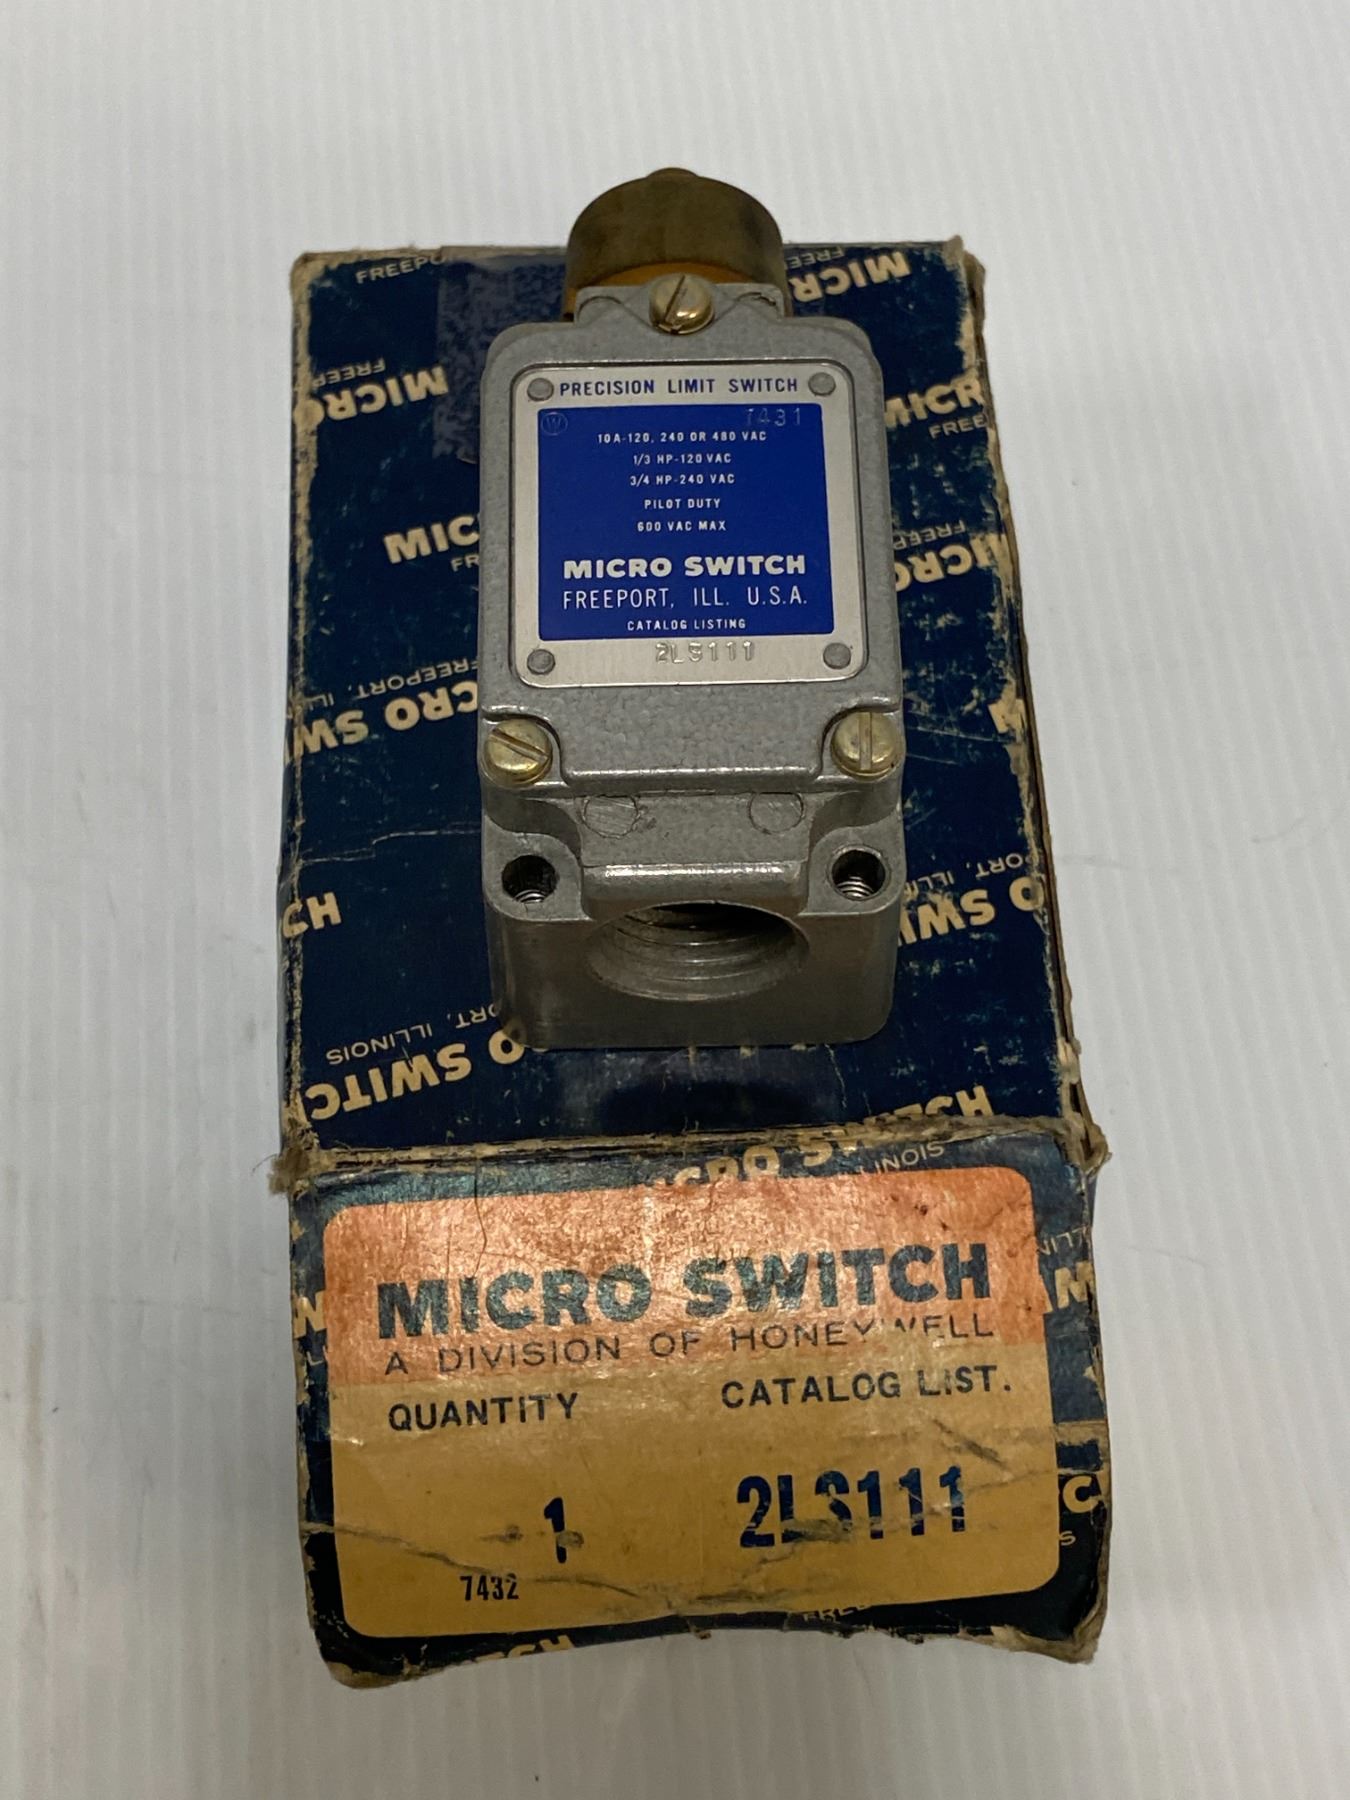 PRECISION LIMIT SWITCH
W 7431
10A-120, 240 OR 480 VAC
1/3 HP-120 VAC
3/4 HP-240 VAC
PILOT DUTY
600 VAC MAX
MICRO SWITCH
FREEPORT, ILL. U.S.A.
CATALOG LISTING
2LS111
MICRO
FREEPORT, ILLINOIS
MICRO SWITCH
A DIVISION OF HONEYWELL
QUANTITY CATALOG LIST.
1 2LS111
7432